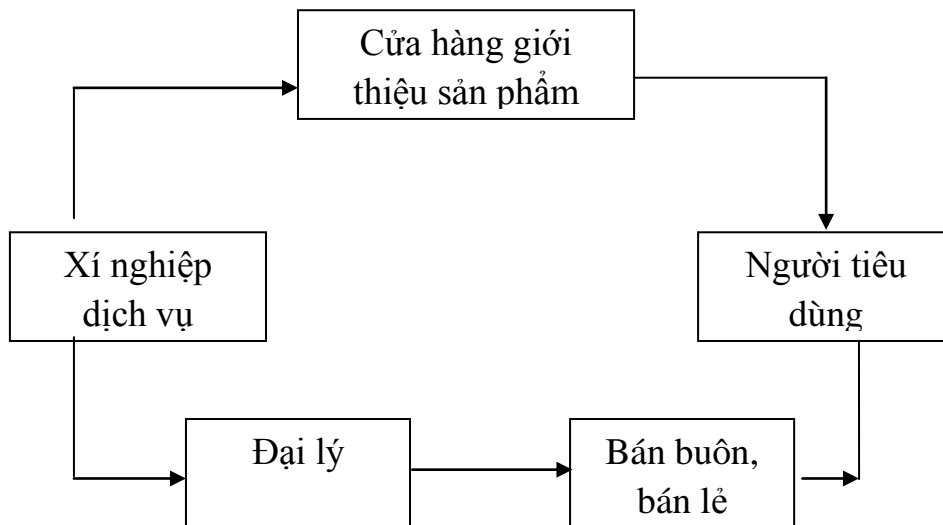 Cửa hàng giới
thiệu sản phẩm
Xí nghiệp
dịch vụ
Người tiêu
dùng
Đại lý
Bán buôn,
bán lẻ